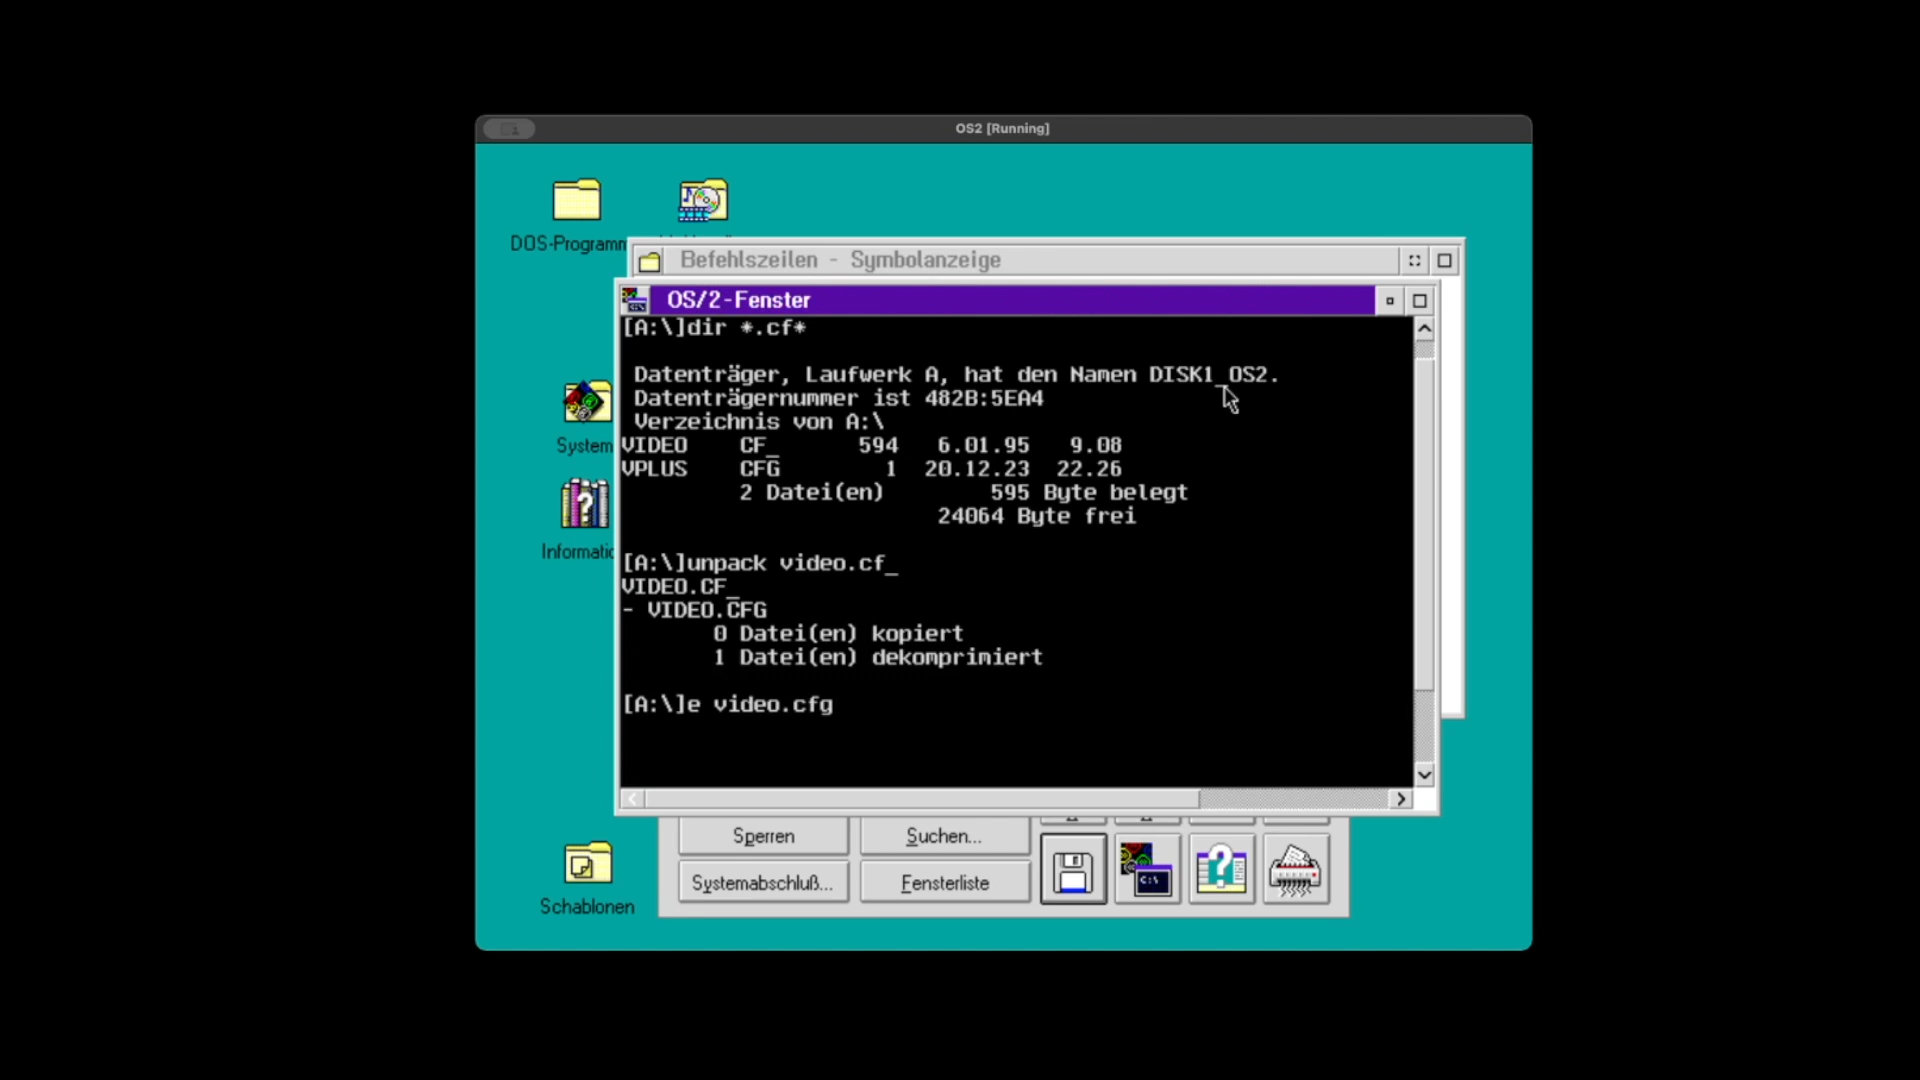 OS2 [Running]
DOS-Programm
Befehlszeilen - Symbolanzeige
OS/2-Fenster
[A:\]dir *.cf*
Datenträger, Laufwerk A, hat den Namen DISK1_OS2.
Datenträgernummer ist 482B:5EA4
Verzeichnis von A:\
VIDEO    CF_      594   6.01.95   9.08
VPLUS    CFG        1  20.12.23  22.26
2 Datei(en)        595 Byte belegt
24064 Byte frei
[A:\]unpack video.cf_
VIDEO.CF_
- VIDEO.CFG
0 Datei(en) kopiert
1 Datei(en) dekomprimiert
[A:\]e video.cfg
System
Informatio
Schablonen
Sperren
Suchen...
Systemabschluß...
Fensterliste
C:\